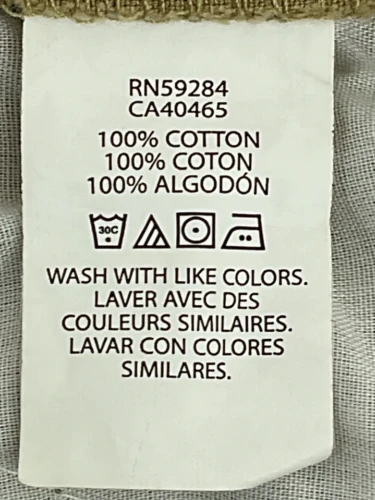 RN59284
CA40465
100% COTTON
100% COTON
100% ALGODÓN
30C
WASH WITH LIKE COLORS.
LAVER AVEC DES
COULEURS SIMILAIRES.
LAVAR CON COLORES
SIMILARES.